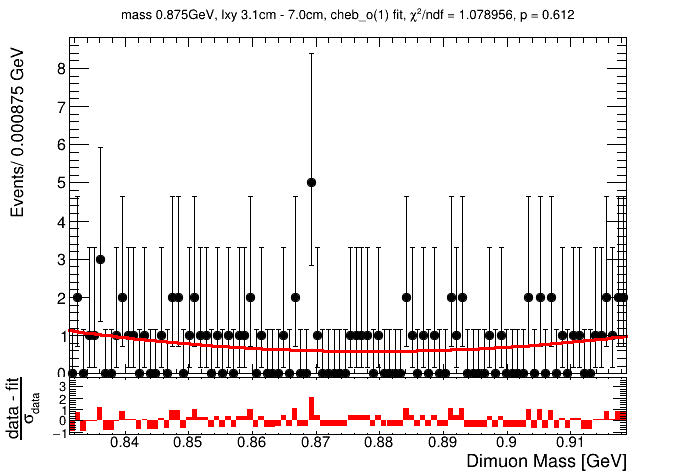 mass 0.875GeV, lxy 3.1cm - 7.0cm, cheb_o(1) fit, χ²/ndf = 1.078956, p = 0.612
Events/ 0.000875 GeV
8
7
6
5
4
3
2
1
0
data - fit
σdata
3
2
1
0
−1
0.84 0.85 0.86 0.87 0.88 0.89 0.9 0.91
Dimuon Mass [GeV]